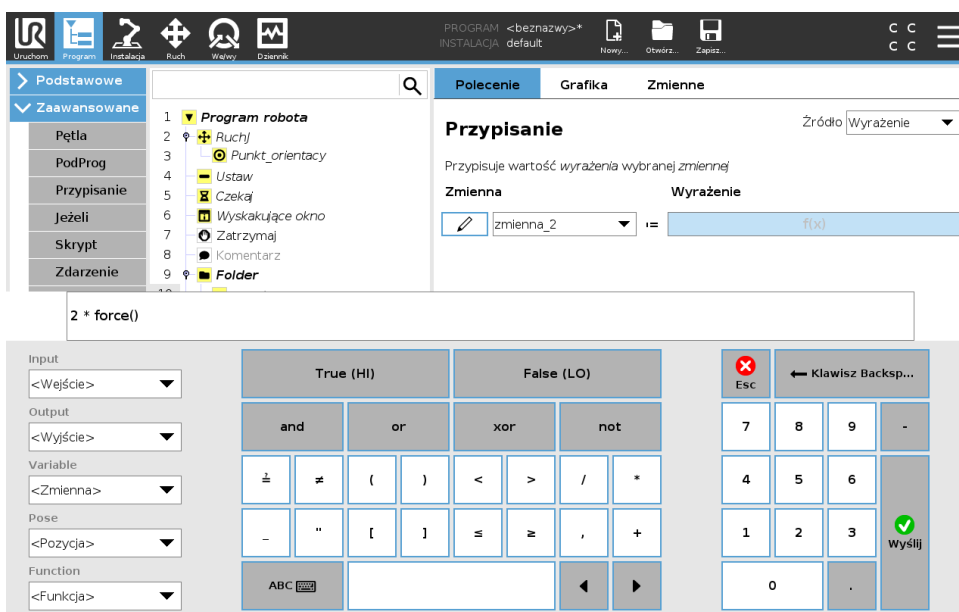 PROGRAM <beznazwy>*
INSTALACJA default
UR
Uruchom Program Instalacja Ruch We/wy Dziennik Nowy... Otwórz... Zapisz...
C C
C C
Podstawowe
Zaawansowane
Pętla
PodProg
Przypisanie
Jeżeli
Skrypt
Zdarzenie
1 Program robota
2 RuchJ
3 Punkt_orientacy
4 Ustaw
5 Czekaj
6 Wyskakujące okno
7 Zatrzymaj
8 Komentarz
9 Folder
Polecenie Grafika Zmienne
Przypisanie
Źródło Wyrażenie
Przypisuje wartość wyrażenia wybranej zmiennej
Zmienna Wyrażenie
zmienna_2 := f(x)
2 * force()
Input
<Wejście>
Output
<Wyjście>
Variable
<Zmienna>
Pose
<Pozycja>
Function
<Funkcja>
True (HI) False (LO)
and or xor not
≟ ≠ ( ) < > / *
_ " [ ] ≤ ≥ , +
ABC
Esc Klawisz Backsp...
7 8 9 -
4 5 6
1 2 3 Wyślij
0 .